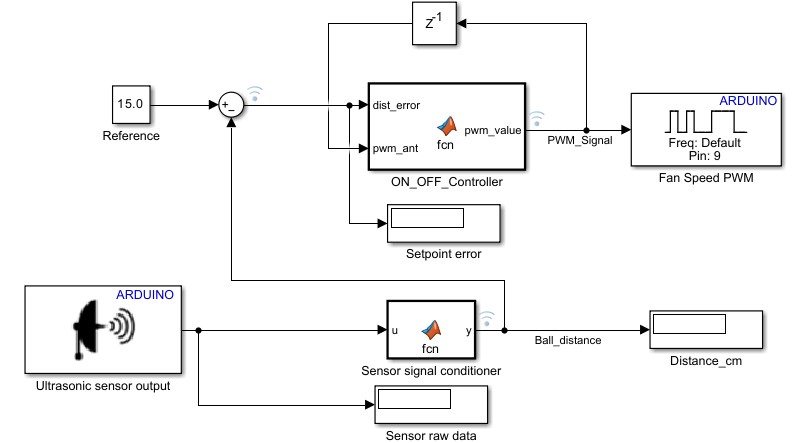 Z-1
15.0
Reference
+
−
dist_error
pwm_ant
pwm_value
fcn
ON_OFF_Controller
PWM_Signal
ARDUINO
Freq: Default
Pin: 9
Fan Speed PWM
Setpoint error
ARDUINO
Ultrasonic sensor output
u
y
fcn
Sensor signal conditioner
Ball_distance
Distance_cm
Sensor raw data